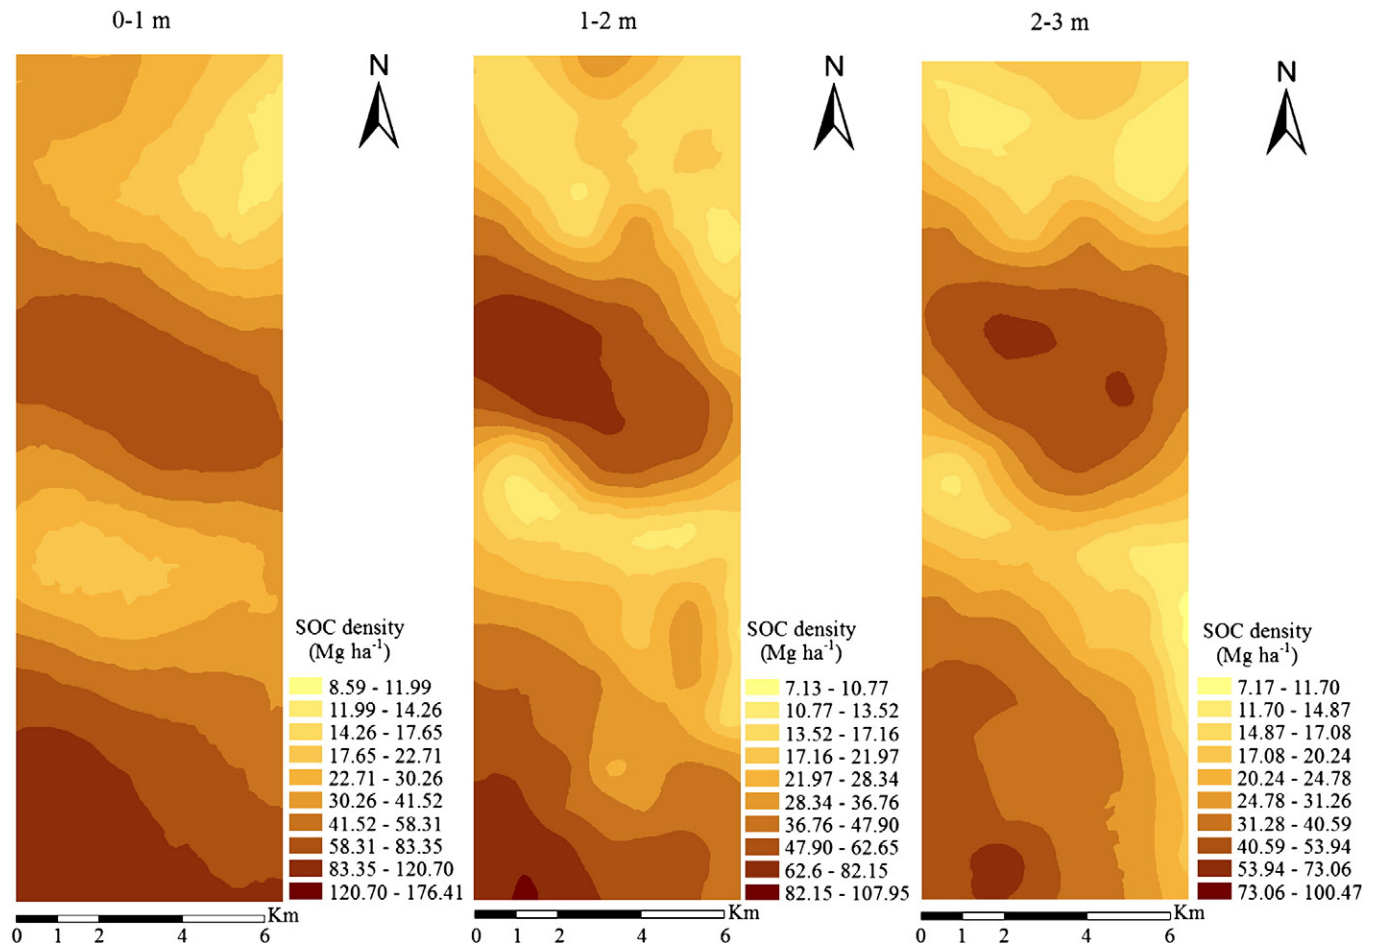 0-1 m
1-2 m
2-3 m
N
N
N
SOC density
(Mg ha⁻¹)
8.59 - 11.99
11.99 - 14.26
14.26 - 17.65
17.65 - 22.71
22.71 - 30.26
30.26 - 41.52
41.52 - 58.31
58.31 - 83.35
83.35 - 120.70
120.70 - 176.41
SOC density
(Mg ha⁻¹)
7.13 - 10.77
10.77 - 13.52
13.52 - 17.16
17.16 - 21.97
21.97 - 28.34
28.34 - 36.76
36.76 - 47.90
47.90 - 62.65
62.6 - 82.15
82.15 - 107.95
SOC density
(Mg ha⁻¹)
7.17 - 11.70
11.70 - 14.87
14.87 - 17.08
17.08 - 20.24
20.24 - 24.78
24.78 - 31.26
31.28 - 40.59
40.59 - 53.94
53.94 - 73.06
73.06 - 100.47
Km
0 1 2 4 6
Km
0 1 2 4 6
Km
0 1 2 4 6